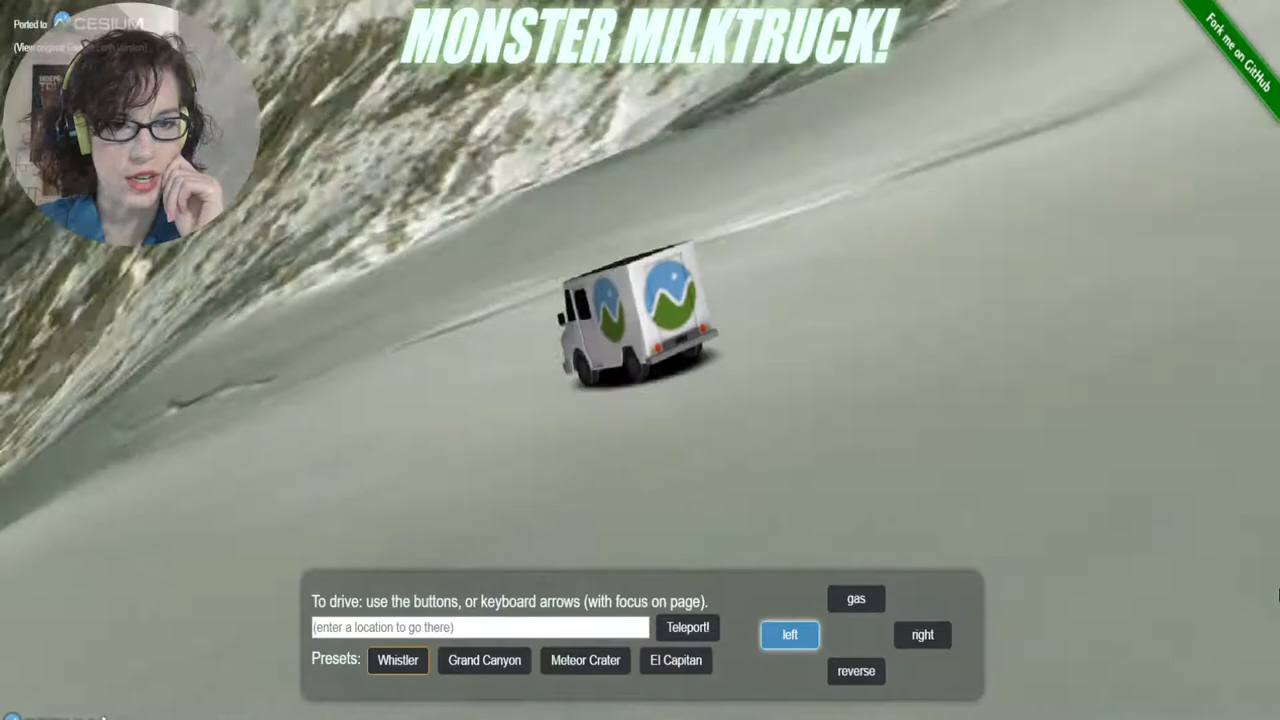 Ported to CESIUM
MONSTER MILKTRUCK!
Fork me on GitHub
To drive: use the buttons, or keyboard arrows (with focus on page).
(enter a location to go there)
Teleport!
Presets:
Whistler
Grand Canyon
Meteor Crater
El Capitan
gas
left
right
reverse